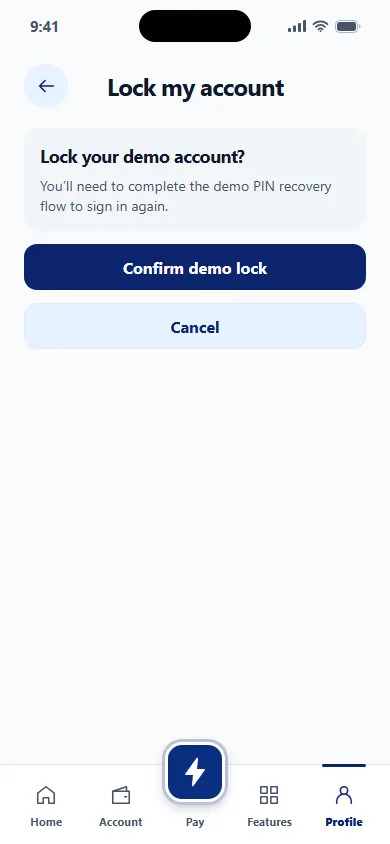 9:41
Lock my account
Lock your demo account?
You'll need to complete the demo PIN recovery
flow to sign in again.
Confirm demo lock
Cancel
Home
Account
Pay
Features
Profile